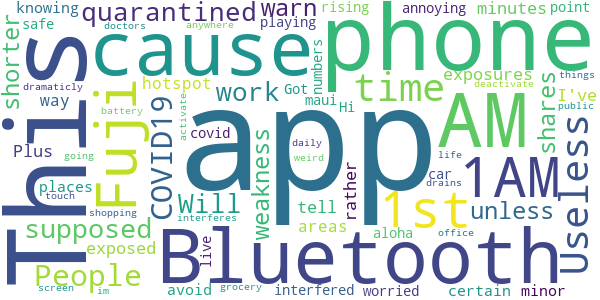 knowing
quarantined
warn
rising
annoying
point
doctors
anywhere
playing
minutes
safe
shorter
This
cause
phone
dramaticly
hotspot
numbers
time
exposures
things
way
Fuji
battery
work
Got
maui
Hi
AM
shares
deactivate
I've
public
COVID19
activate
covid
app
Plus
going
weakness
daily
weird
rather
life
1AM
Useless
places
touch
shopping
Will
interferes
tell
areas
car
drains
1st
unless
supposed
exposed
live
aloha
office
People
Bluetooth
screen
im
avoid
grocery
interfered
worried
certain
minor